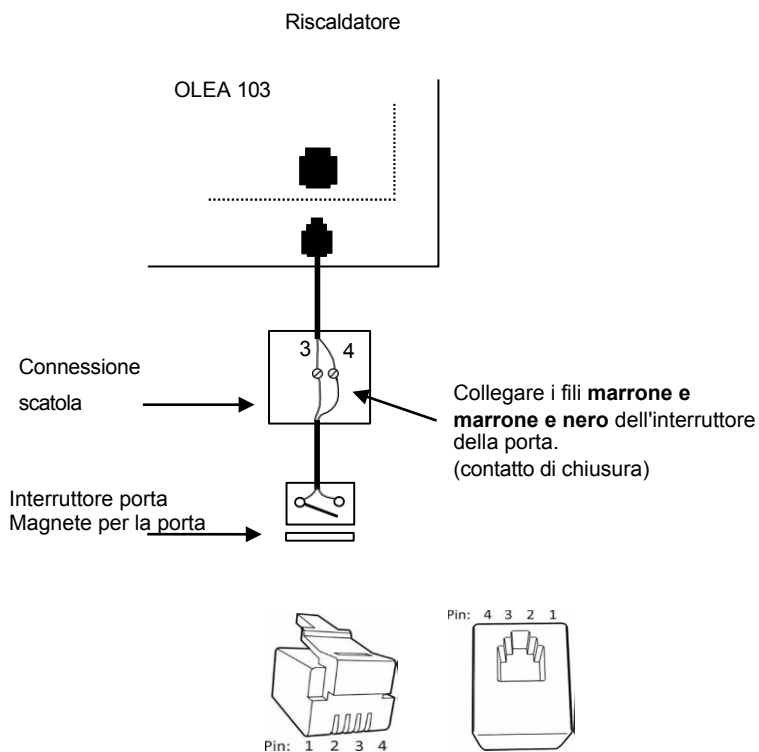 Riscaldatore
OLEA 103
3 4
Connessione
scatola
Collegare i fili marrone e
marrone e nero dell'interruttore
della porta.
(contatto di chiusura)
Interruttore porta
Magnete per la porta
Pin: 4 3 2 1
Pin: 1 2 3 4